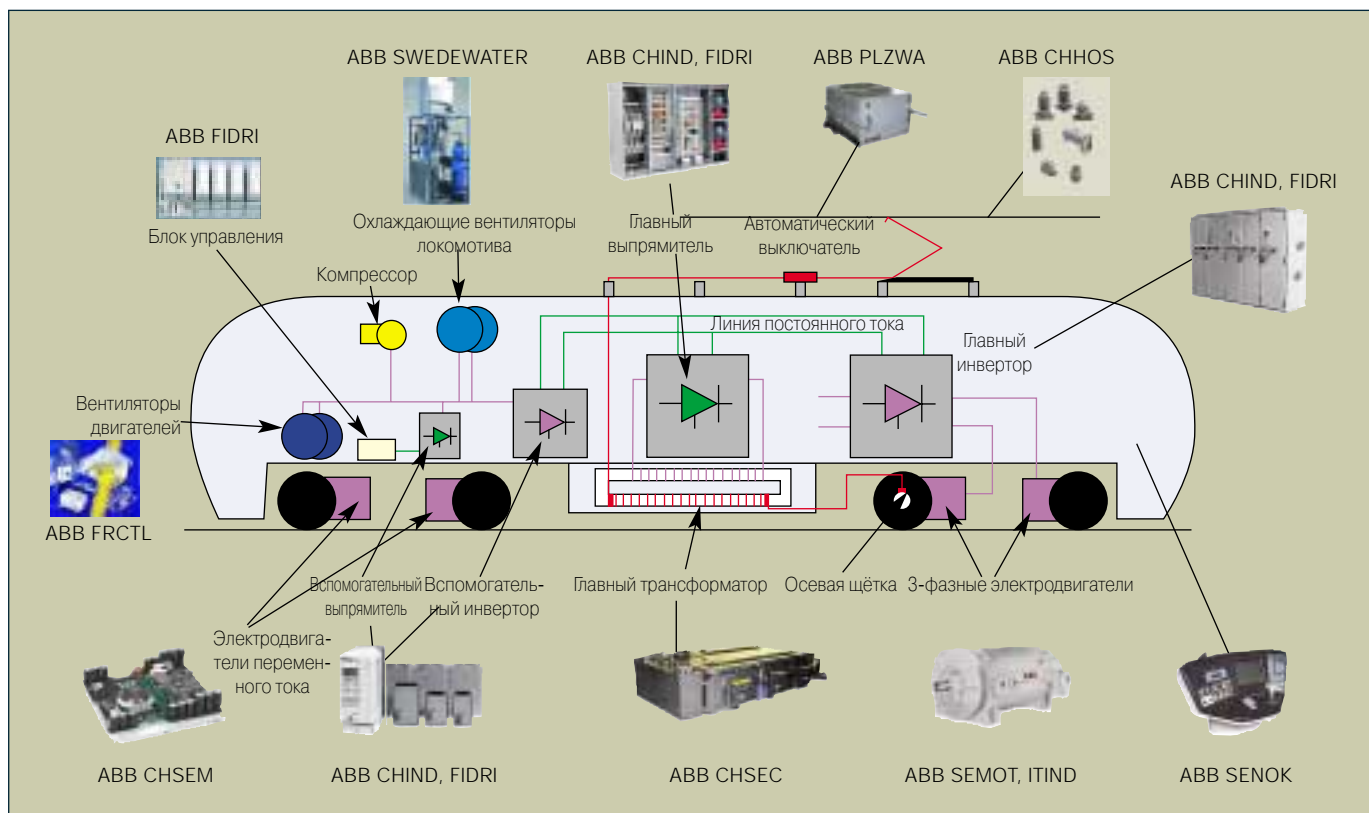 ABB SWEDEWATER
ABB CHIND, FIDRI
ABB PLZWA
ABB CHHOS
ABB FIDRI
ABB CHIND, FIDRI
Блок управления
Охлаждающие вентиляторы
локомотива
Главный
выпрямитель
Автоматический
выключатель
Компрессор
Линия постоянного тока
Главный
инвертор
Вентиляторы
двигателей
ABB FRCTL
Вспомогательный
выпрямитель
Вспомогатель-
ный инвертор
Главный трансформатор
Осевая щётка
3-фазные электродвигатели
Электродвига-
тели перемен-
ного тока
ABB CHSEM
ABB CHIND, FIDRI
ABB CHSEC
ABB SEMOT, ITIND
ABB SENOK